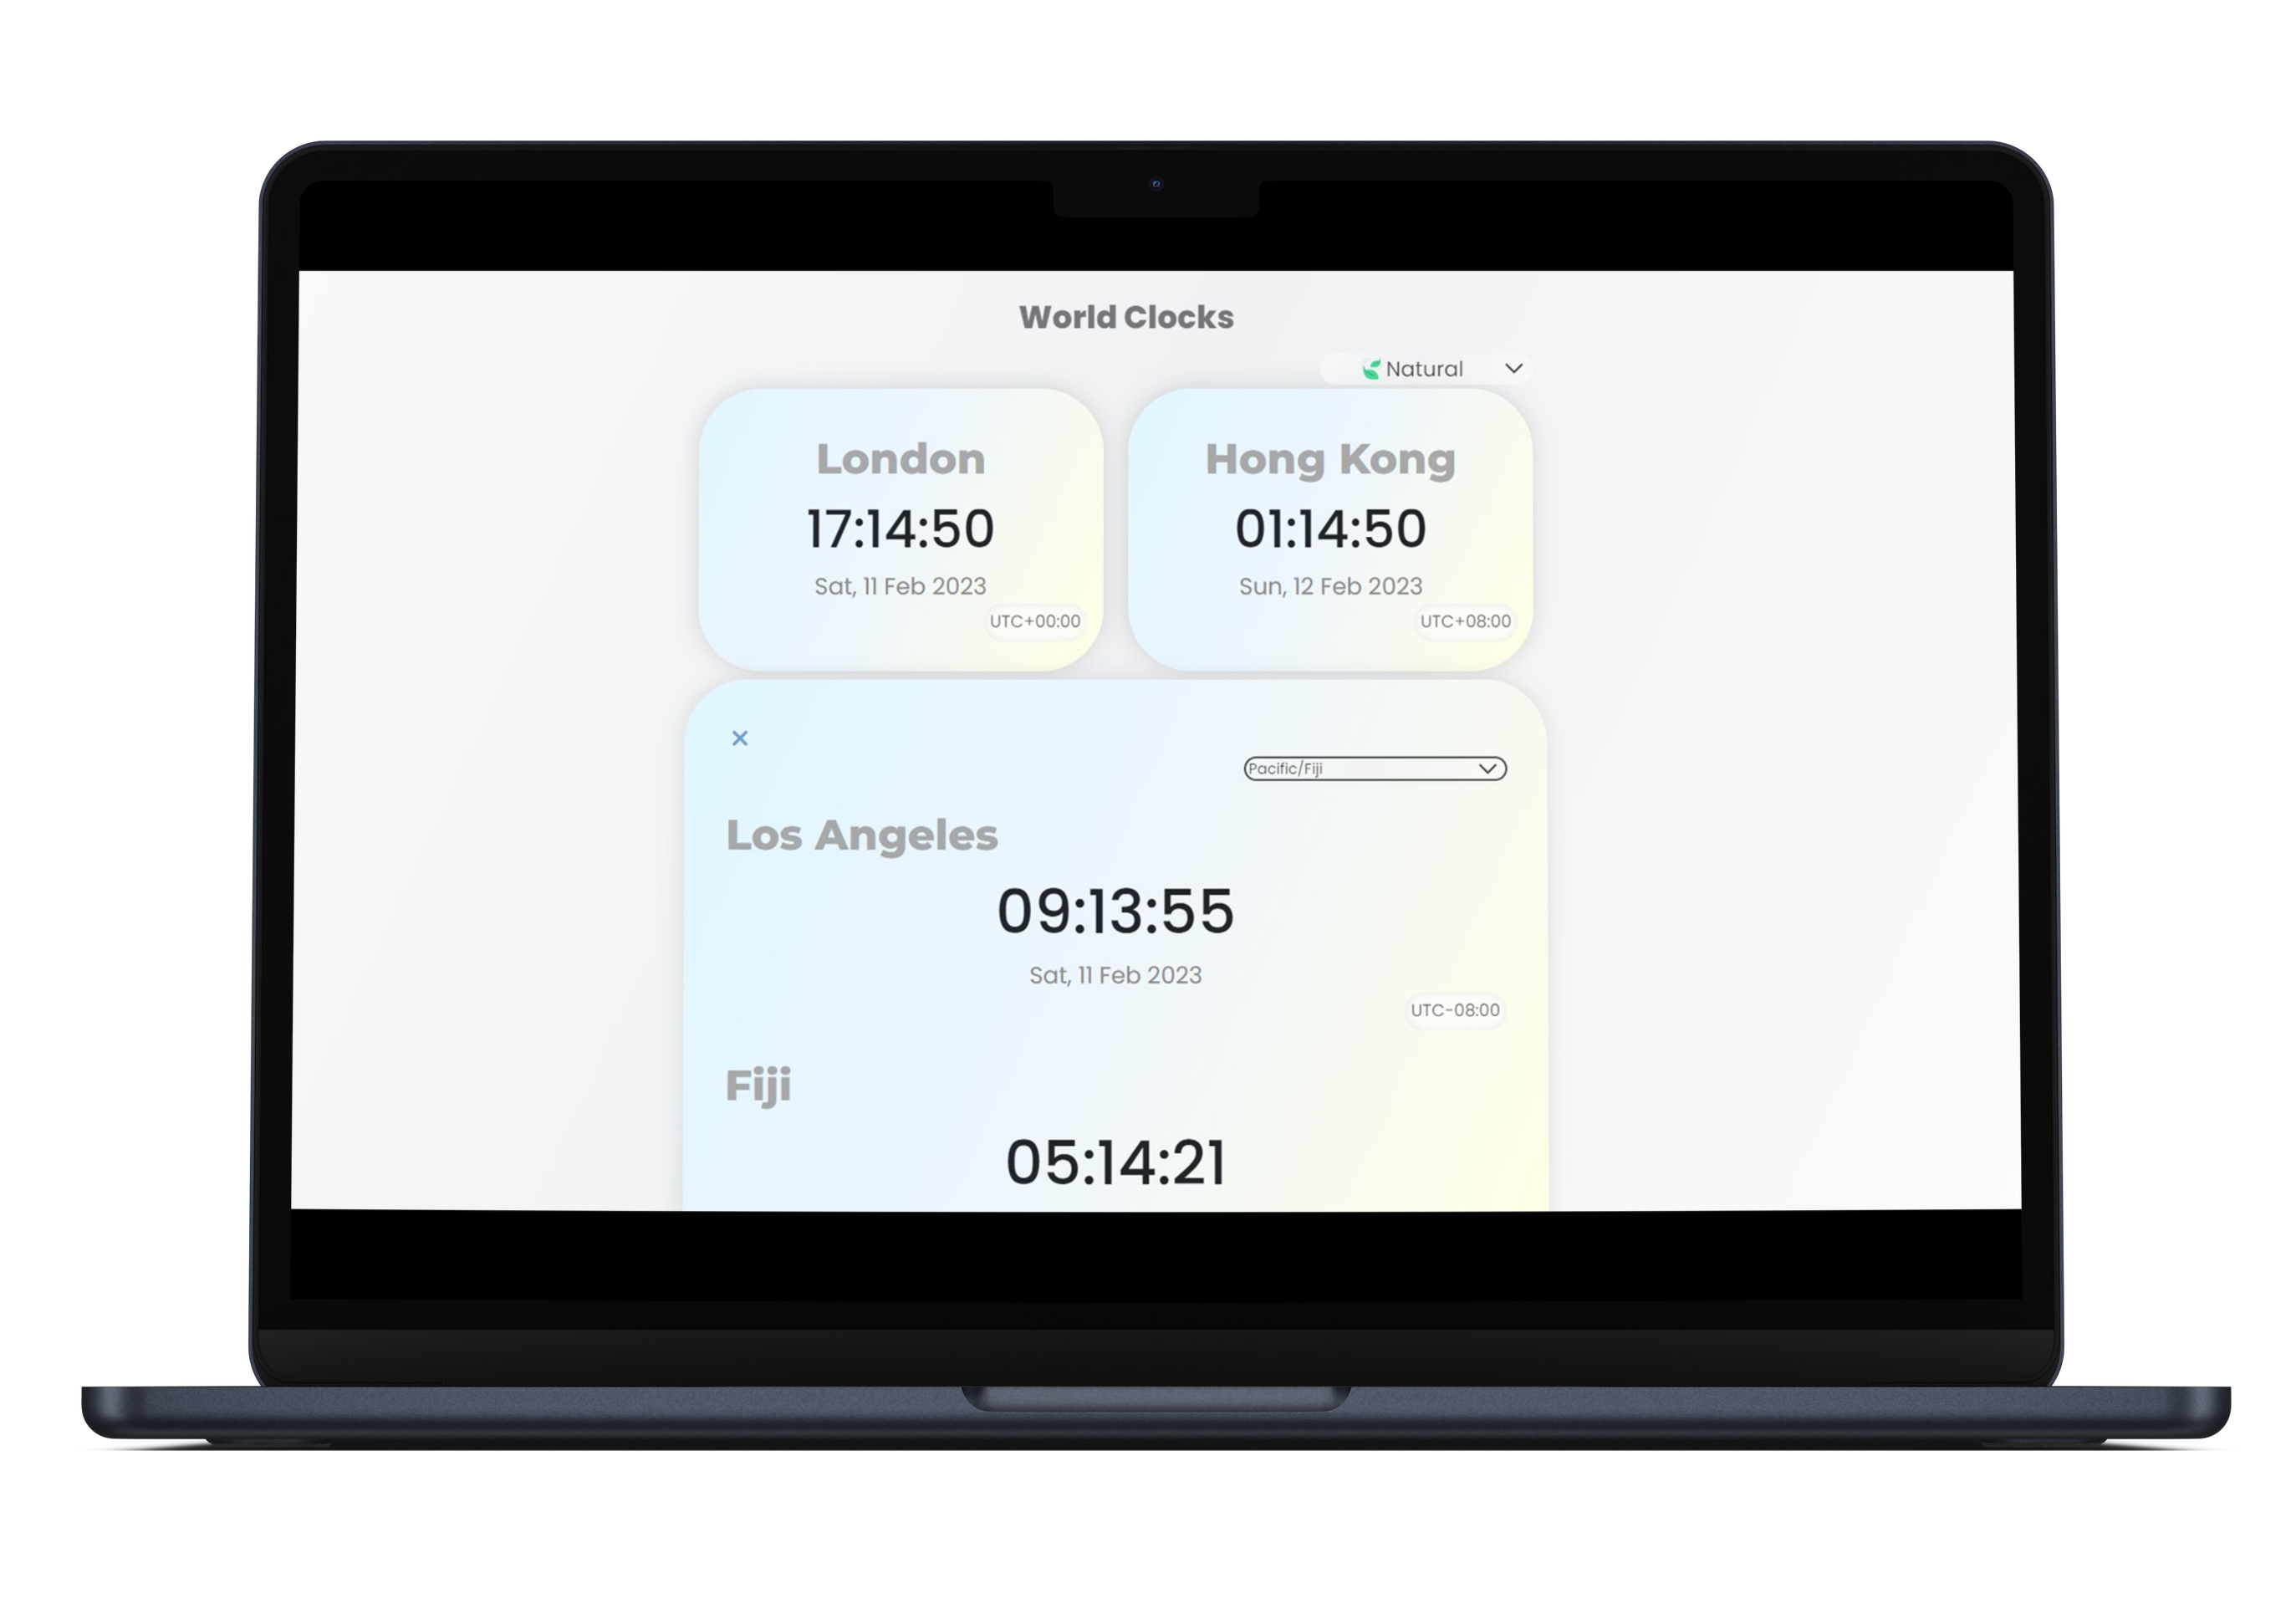 World Clocks
Natural
London
17:14:50
Sat, 11 Feb 2023
UTC+00:00
Hong Kong
01:14:50
Sun, 12 Feb 2023
UTC+08:00
Pacific/Fiji
Los Angeles
09:13:55
Sat, 11 Feb 2023
UTC-08:00
Fiji
05:14:21